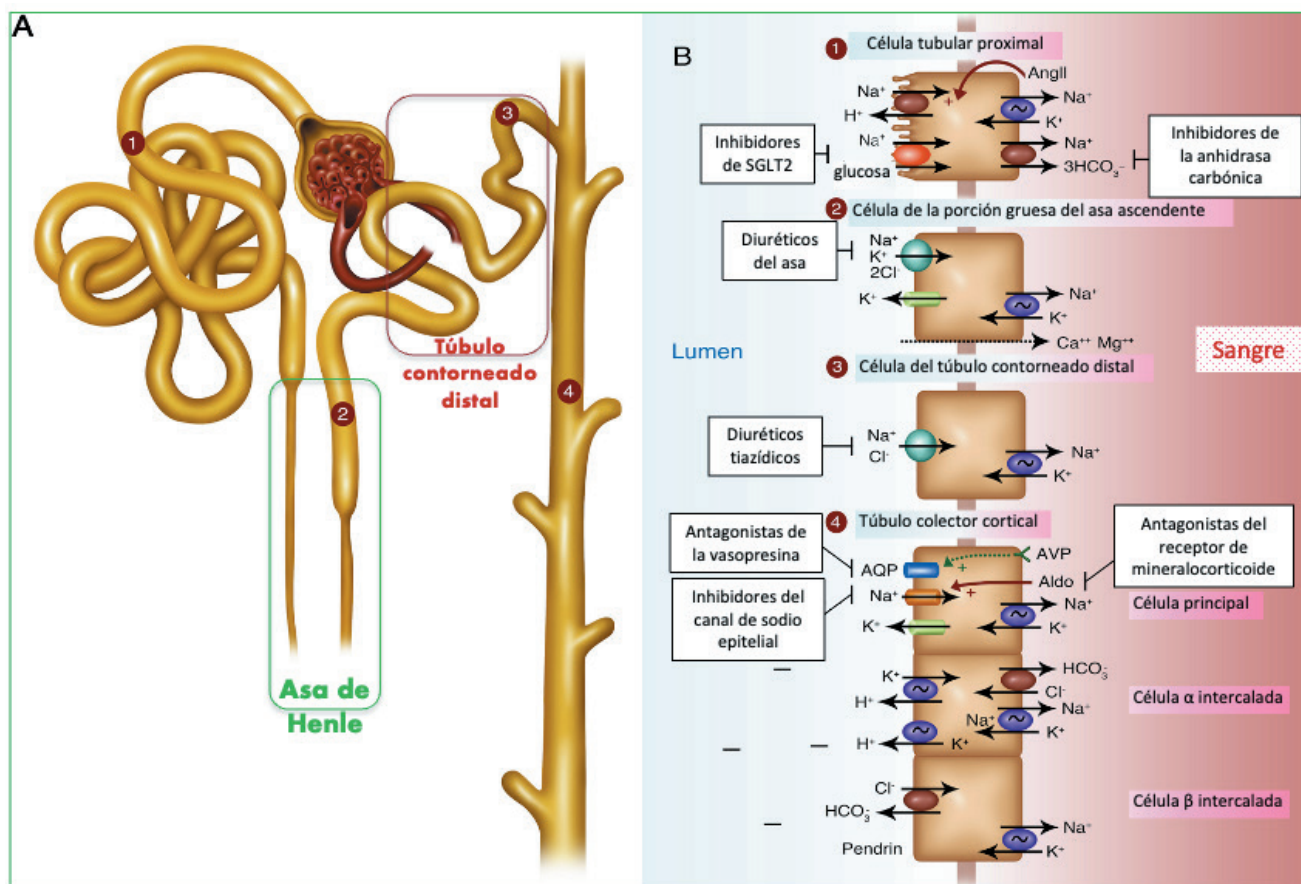 A
1
3
2
4
Túbulo
contorneado
distal
Asa de
Henle
B
1 Célula tubular proximal
AngII
Na⁺
+
H⁺
Na⁺
glucosa
Na⁺
K⁺
Na⁺
3HCO₃⁻
Inhibidores
de SGLT2
Inhibidores de
la anhidrasa
carbónica
2 Célula de la porción gruesa del asa ascendente
Diuréticos
del asa
Na⁺
K⁺
2Cl⁻
K⁺
~
Na⁺
K⁺
Ca⁺⁺ Mg⁺⁺
Lumen
Sangre
3 Célula del túbulo contorneado distal
Diuréticos
tiazídicos
Na⁺
Cl⁻
~
Na⁺
K⁺
4 Túbulo colector cortical
Antagonistas de
la vasopresina
Inhibidores del
canal de sodio
epitelial
Antagonistas del
receptor de
mineralocorticoide
AQP
+
AVP
Na⁺
+
Aldo
K⁺
~
Na⁺
K⁺
Célula principal
K⁺
H⁺
~
HCO₃⁻
Cl⁻
Célula α intercalada
H⁺
~
K⁺
Na⁺
~
Na⁺
K⁺
Cl⁻
HCO₃⁻
Célula β intercalada
Pendrin
~
Na⁺
K⁺